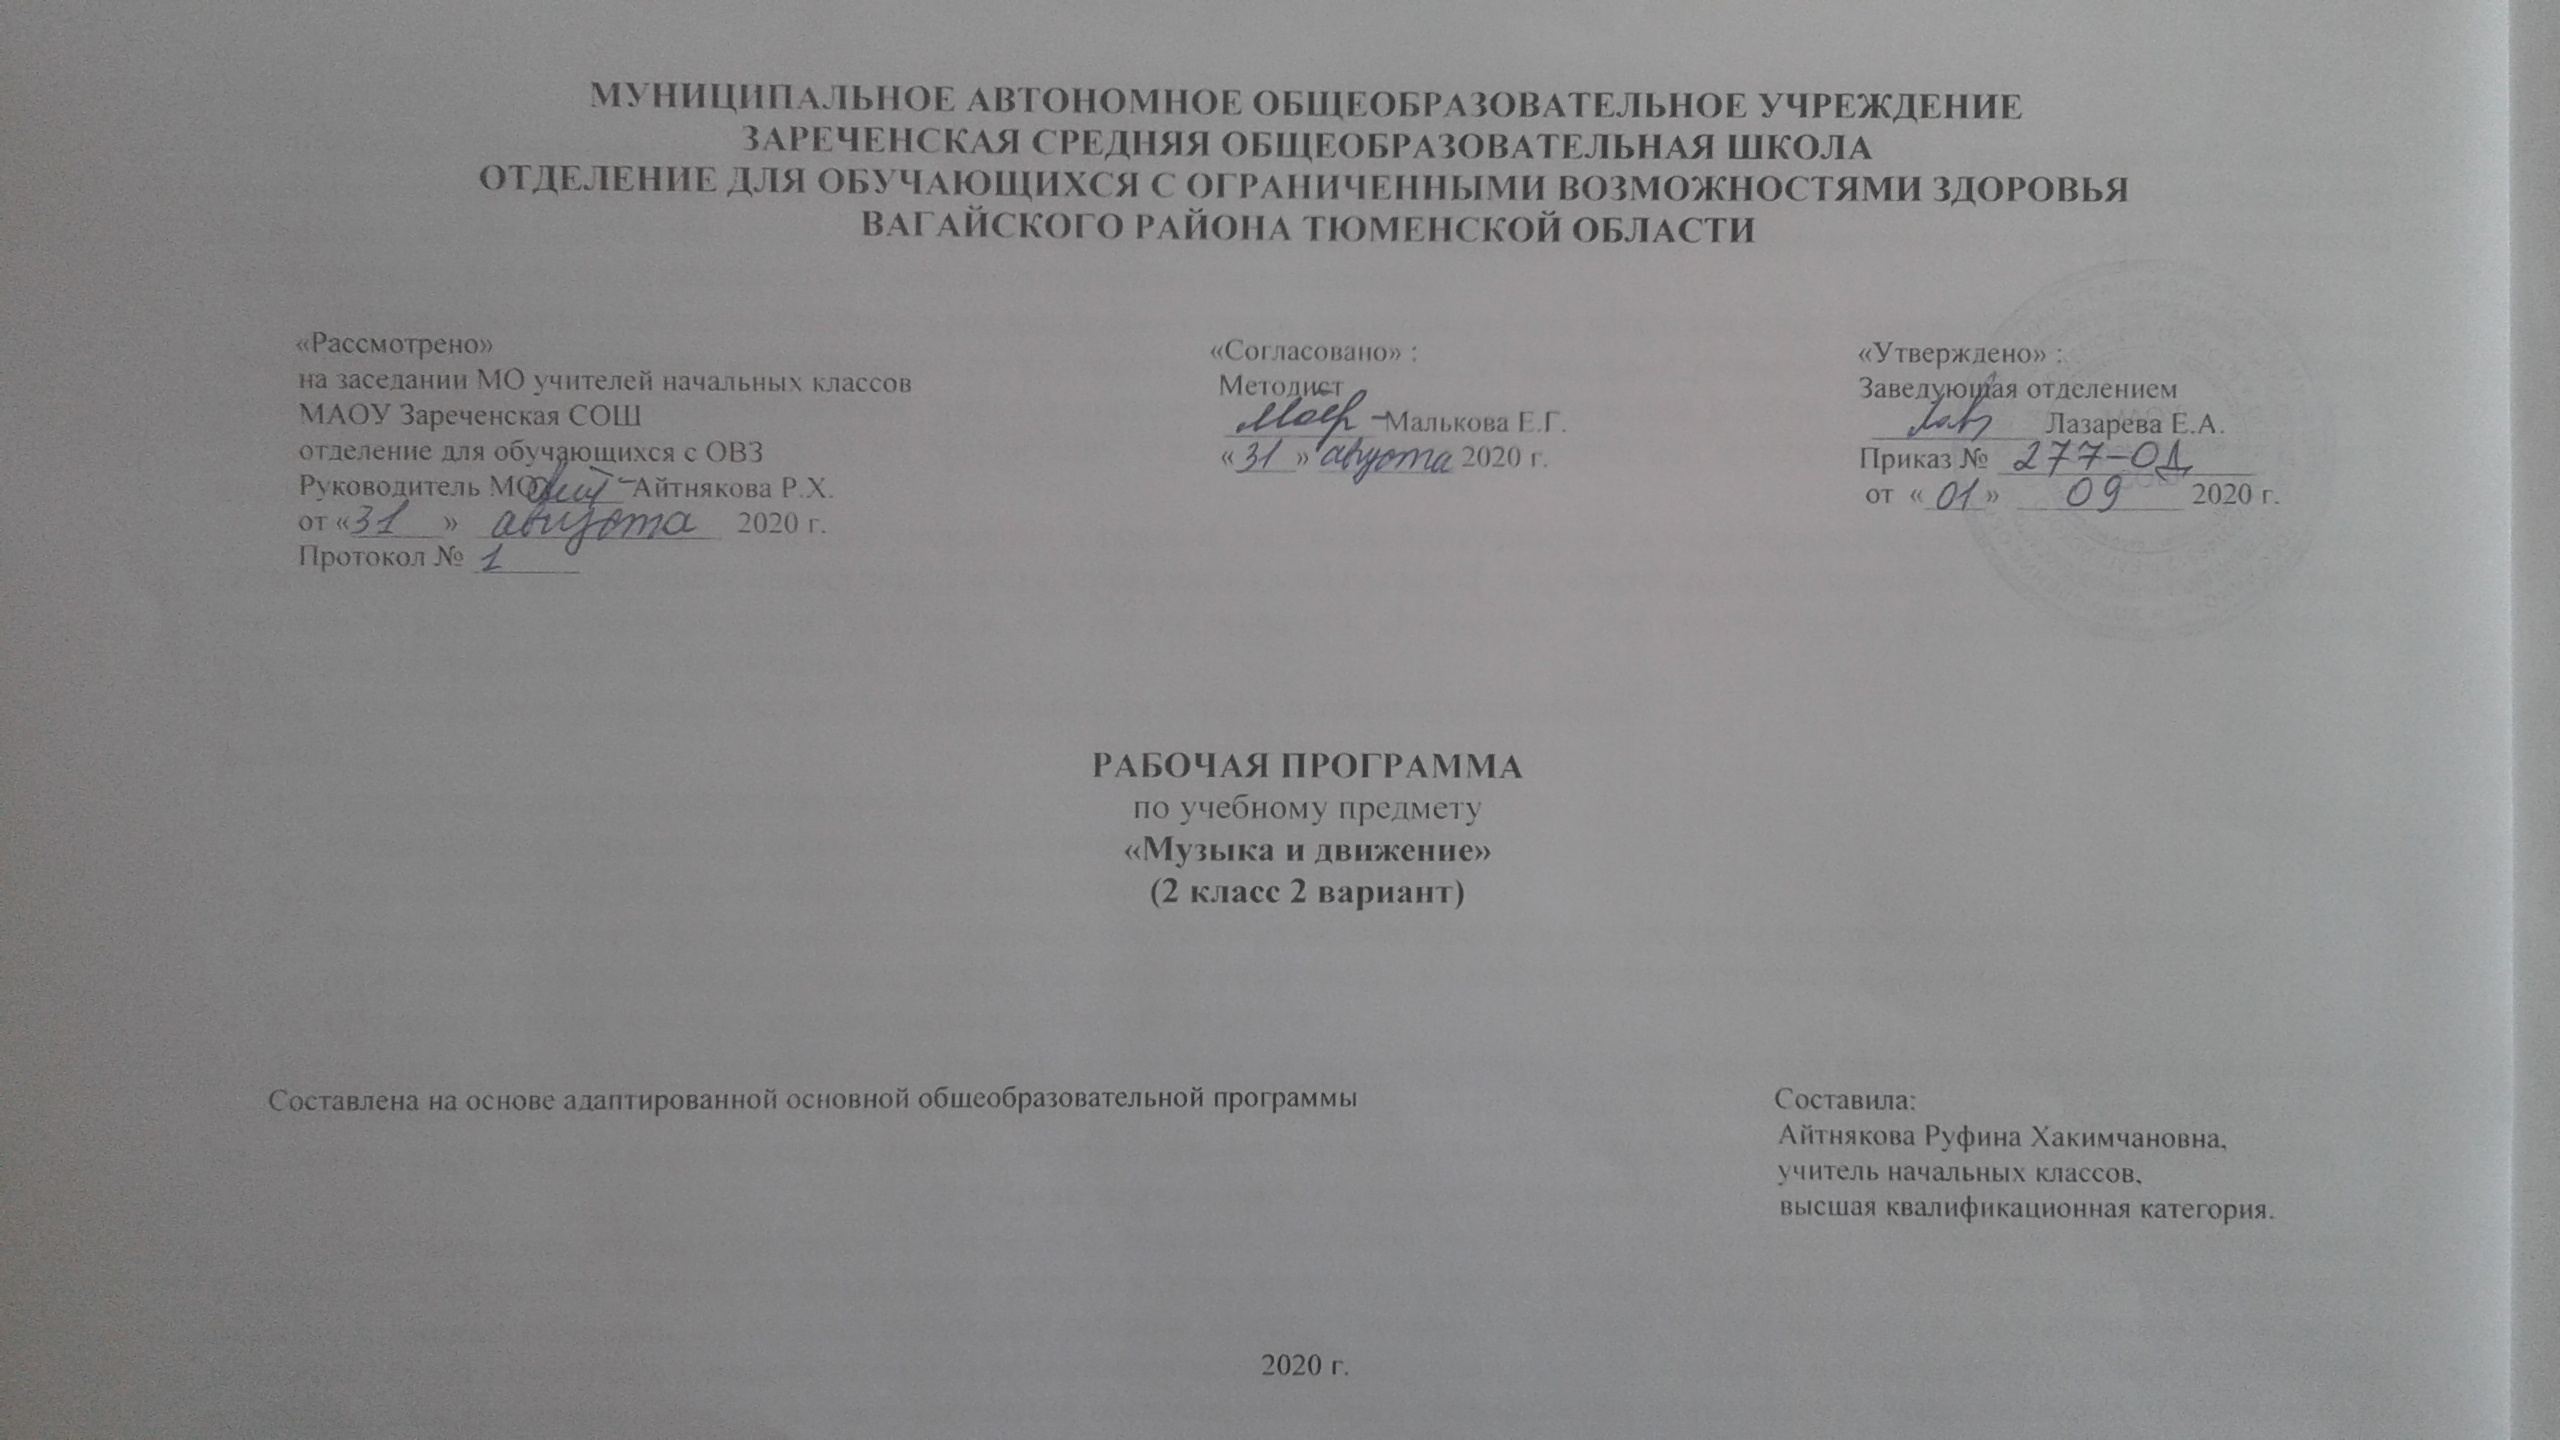 МУНИЦИПАЛЬНОЕ АВТОНОМНОЕ ОБЩЕОБРАЗОВАТЕЛЬНОЕ УЧРЕЖДЕНИЕ
ЗАРЕЧЕНСКАЯ СРЕДНЯЯ ОБЩЕОБРАЗОВАТЕЛЬНАЯ ШКОЛА
ОТДЕЛЕНИЕ ДЛЯ ОБУЧАЮЩИХСЯ С ОГРАНИЧЕННЫМИ ВОЗМОЖНОСТЯМИ ЗДОРОВЬЯ
ВАГАЙСКОГО РАЙОНА ТЮМЕНСКОЙ ОБЛАСТИ
«Рассмотрено»
на заседании МО учителей начальных классов
МАОУ Зареченская СОШ
отделение для обучающихся с ОВЗ
Руководитель МО Айтнякова Р.Х.
от «31» августа 2020 г.
Протокол № 1
«Согласовано» :
Методист
Малькова Е.Г.
«31» августа 2020 г.
«Утверждено» :
Заведующая отделением
Лазарева Е.А.
Приказ № 277-ОД
от «01» 09 2020 г.
РАБОЧАЯ ПРОГРАММА
по учебному предмету
«Музыка и движение»
(2 класс 2 вариант)
Составлена на основе адаптированной основной общеобразовательной программы
Составила:
Айтнякова Руфина Хакимчановна,
учитель начальных классов,
высшая квалификационная категория.
2020 г.